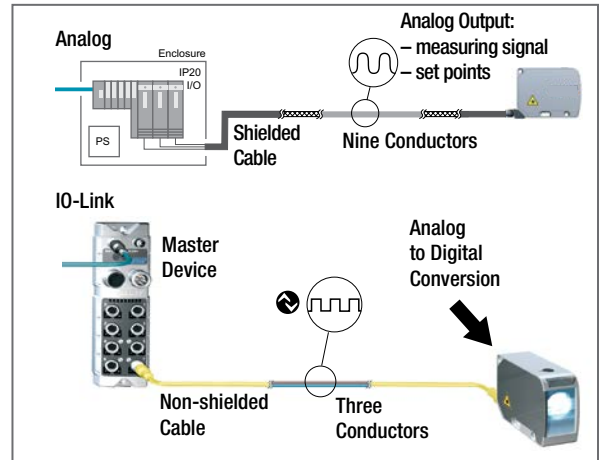 Analog
Enclosure
IP20
I/O
PS
Shielded
Cable
Nine Conductors
Analog Output:
– measuring signal
– set points
IO-Link
Master
Device
Analog
to Digital
Conversion
Non-shielded
Cable
Three
Conductors